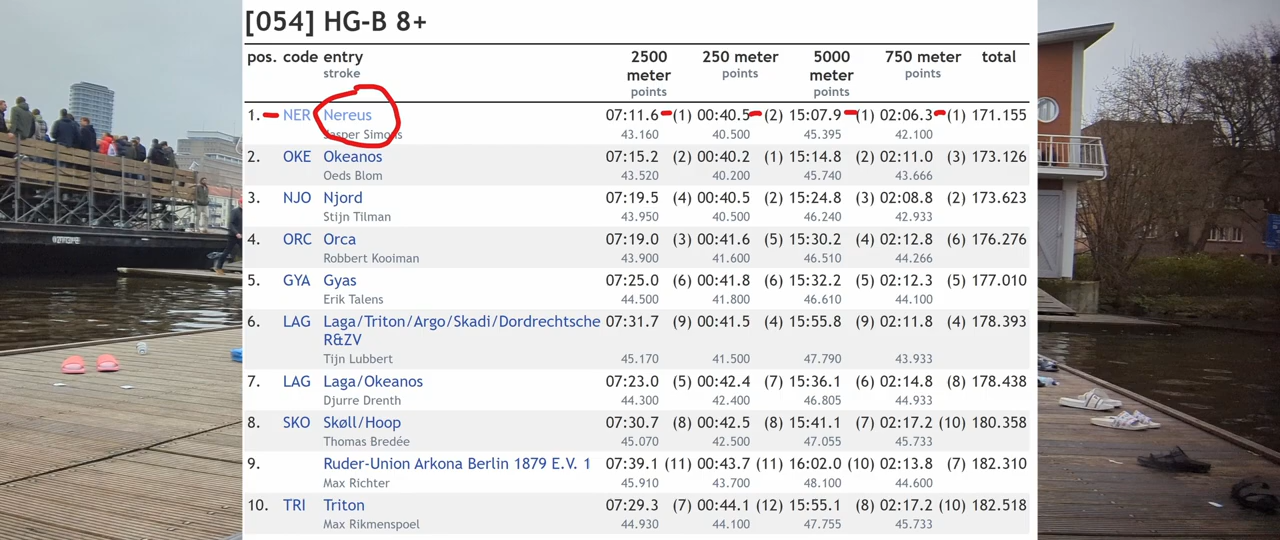 [054] HG-B 8+
pos. code entry 2500 meter 250 meter 5000 meter 750 meter total
stroke points points points points
1. NER Nereus 07:11.6 (1) 00:40.5 (2) 15:07.9 (1) 02:06.3 (1) 171.155
Jasper Simons 43.160 40.500 45.395 42.100
2. OKE Okeanos 07:15.2 (2) 00:40.2 (1) 15:14.8 (2) 02:11.0 (3) 173.126
Oeds Blom 43.520 40.200 45.740 43.666
3. NJO Njord 07:19.5 (4) 00:40.5 (2) 15:24.8 (3) 02:08.8 (2) 173.623
Stijn Tilman 43.950 40.500 46.240 42.933
4. ORC Orca 07:19.0 (3) 00:41.6 (5) 15:30.2 (4) 02:12.8 (6) 176.276
Robbert Kooiman 43.900 41.600 46.510 44.266
5. GYA Gyas 07:25.0 (6) 00:41.8 (6) 15:32.2 (5) 02:12.3 (5) 177.010
Erik Talens 44.500 41.800 46.610 44.100
6. LAG Laga/Triton/Argo/Skadi/Dordrechtsche 07:31.7 (9) 00:41.5 (4) 15:55.8 (9) 02:11.8 (4) 178.393
R&ZV
Tijn Lubbert 45.170 41.500 47.790 43.933
7. LAG Laga/Okeanos 07:23.0 (5) 00:42.4 (7) 15:36.1 (6) 02:14.8 (8) 178.438
Djurre Drenth 44.300 42.400 46.805 44.933
8. SKO Skøll/Hoop 07:30.7 (8) 00:42.5 (8) 15:41.1 (7) 02:17.2 (10) 180.358
Thomas Bredée 45.070 42.500 47.055 45.733
9. Ruder-Union Arkona Berlin 1879 E.V. 1 07:39.1 (11) 00:43.7 (11) 16:02.0 (10) 02:13.8 (7) 182.310
Max Richter 45.910 43.700 48.100 44.600
10. TRI Triton 07:29.3 (7) 00:44.1 (12) 15:55.1 (8) 02:17.2 (10) 182.518
Max Rikmenspoel 44.930 44.100 47.755 45.733